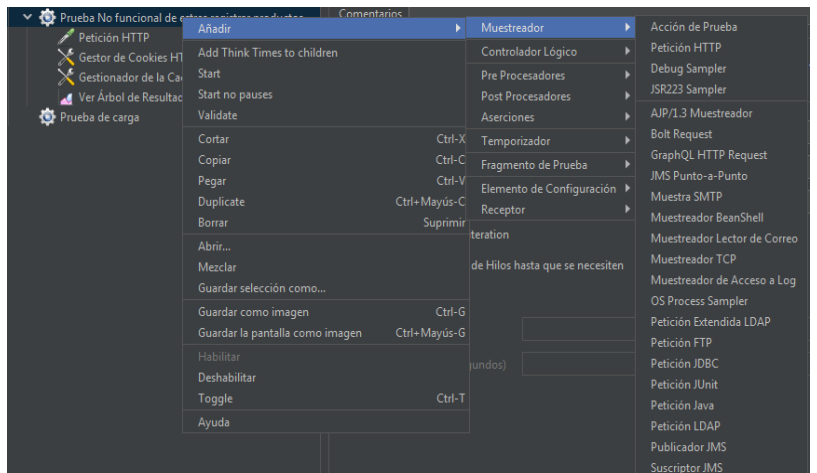 Prueba No funcional de estres registrar productos
Petición HTTP
Gestor de Cookies HT
Gestionador de la Ca
Ver Árbol de Resultad
Prueba de carga
Comentarios
Añadir
Add Think Times to children
Start
Start no pauses
Validate
Cortar Ctrl-X
Copiar Ctrl-C
Pegar Ctrl-V
Duplicate Ctrl+Mayús-C
Borrar Suprimir
Abrir...
Mezclar
Guardar selección como...
Guardar como imagen Ctrl-G
Guardar la pantalla como imagen Ctrl+Mayús-G
Habilitar
Deshabilitar
Toggle Ctrl-T
Ayuda
Muestreador
Controlador Lógico
Pre Procesadores
Post Procesadores
Aserciones
Temporizador
Fragmento de Prueba
Elemento de Configuración
Receptor
teration
de Hilos hasta que se necesiten
undos)
Acción de Prueba
Petición HTTP
Debug Sampler
JSR223 Sampler
AJP/1.3 Muestreador
Bolt Request
GraphQL HTTP Request
JMS Punto-a-Punto
Muestra SMTP
Muestreador BeanShell
Muestreador Lector de Correo
Muestreador TCP
Muestreador de Acceso a Log
OS Process Sampler
Petición Extendida LDAP
Petición FTP
Petición JDBC
Petición JUnit
Petición Java
Petición LDAP
Publicador JMS
Suscriptor JMS